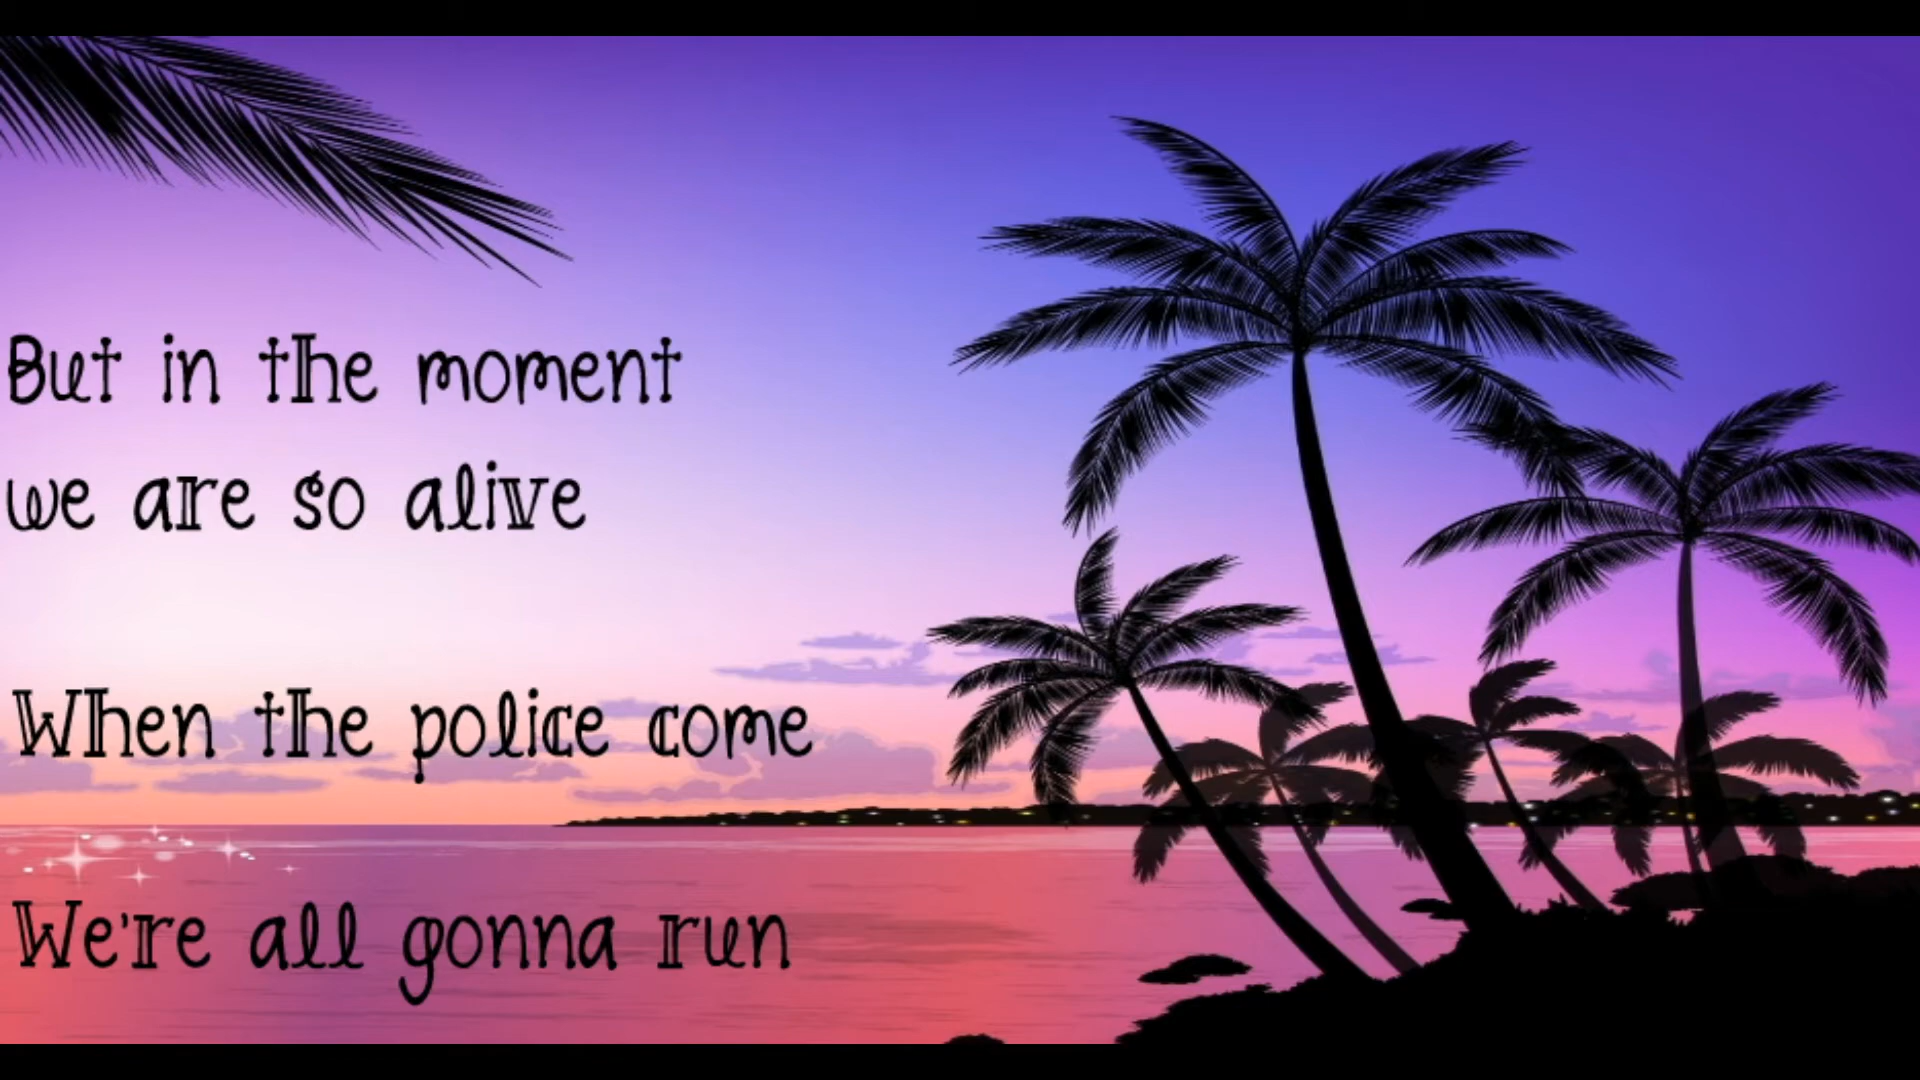 But in the moment
we are so alive
When the police come
We're all gonna run